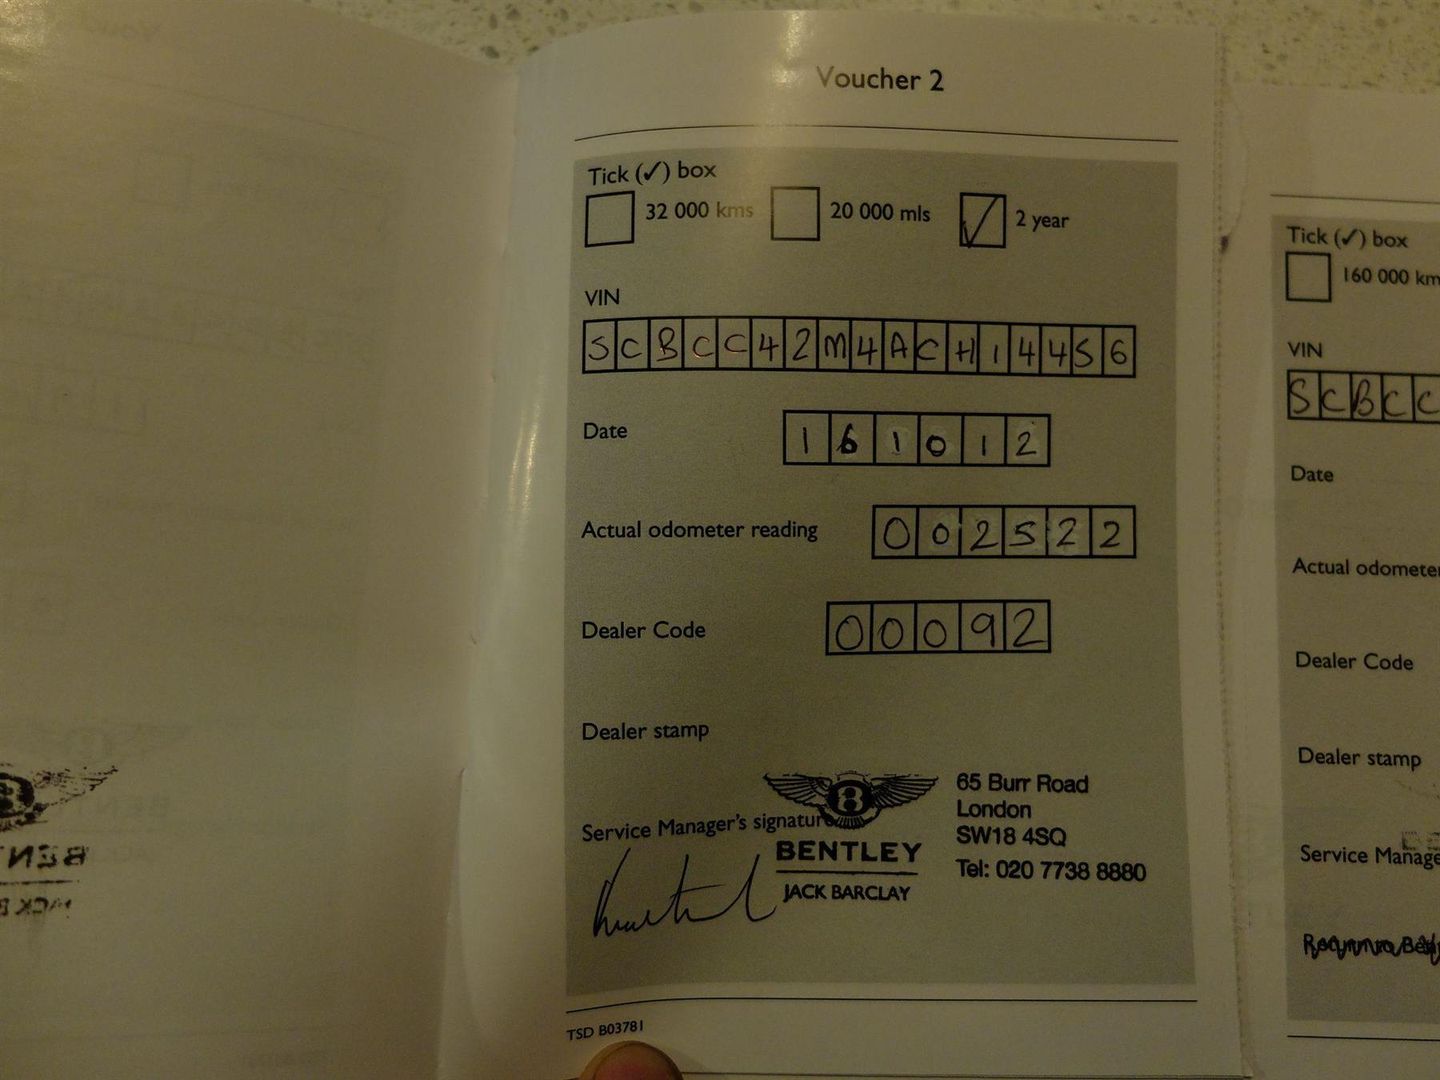 Voucher 2
Tick (✓) box
32 000 kms
20 000 mls
2 year
VIN
SCBCC42M4ACH14456
Date
161012
Actual odometer reading
002522
Dealer Code
00092
Dealer stamp
Service Manager's signature
BENTLEY
JACK BARCLAY
65 Burr Road
London
SW18 4SQ
Tel: 020 7738 8880
TSD B03781
Tick (✓) box
160 000 km
VIN
SCBCC
Date
Actual odometer
Dealer Code
Dealer stamp
Service Manage